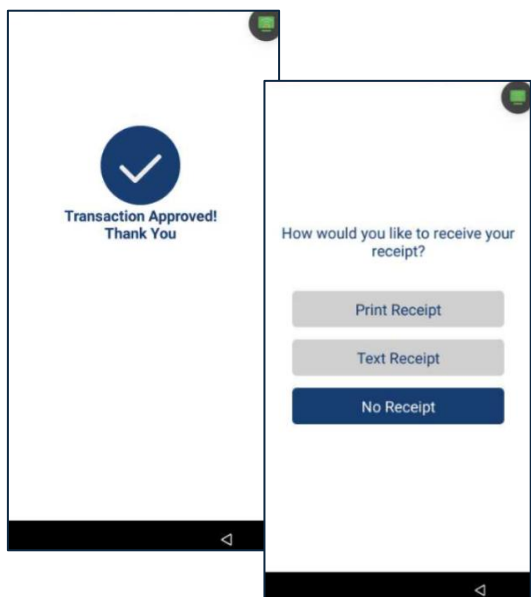 Transaction Approved!
Thank You
How would you like to receive your
receipt?
Print Receipt
Text Receipt
No Receipt